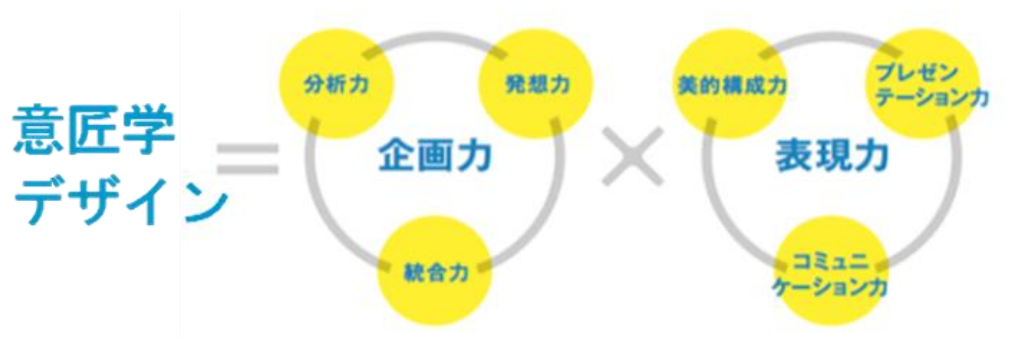 意匠学
デザイン
=
分析力
発想力
企画力
統合力
×
美的構成力
プレゼン
テーション力
表現力
コミュニ
ケーション力